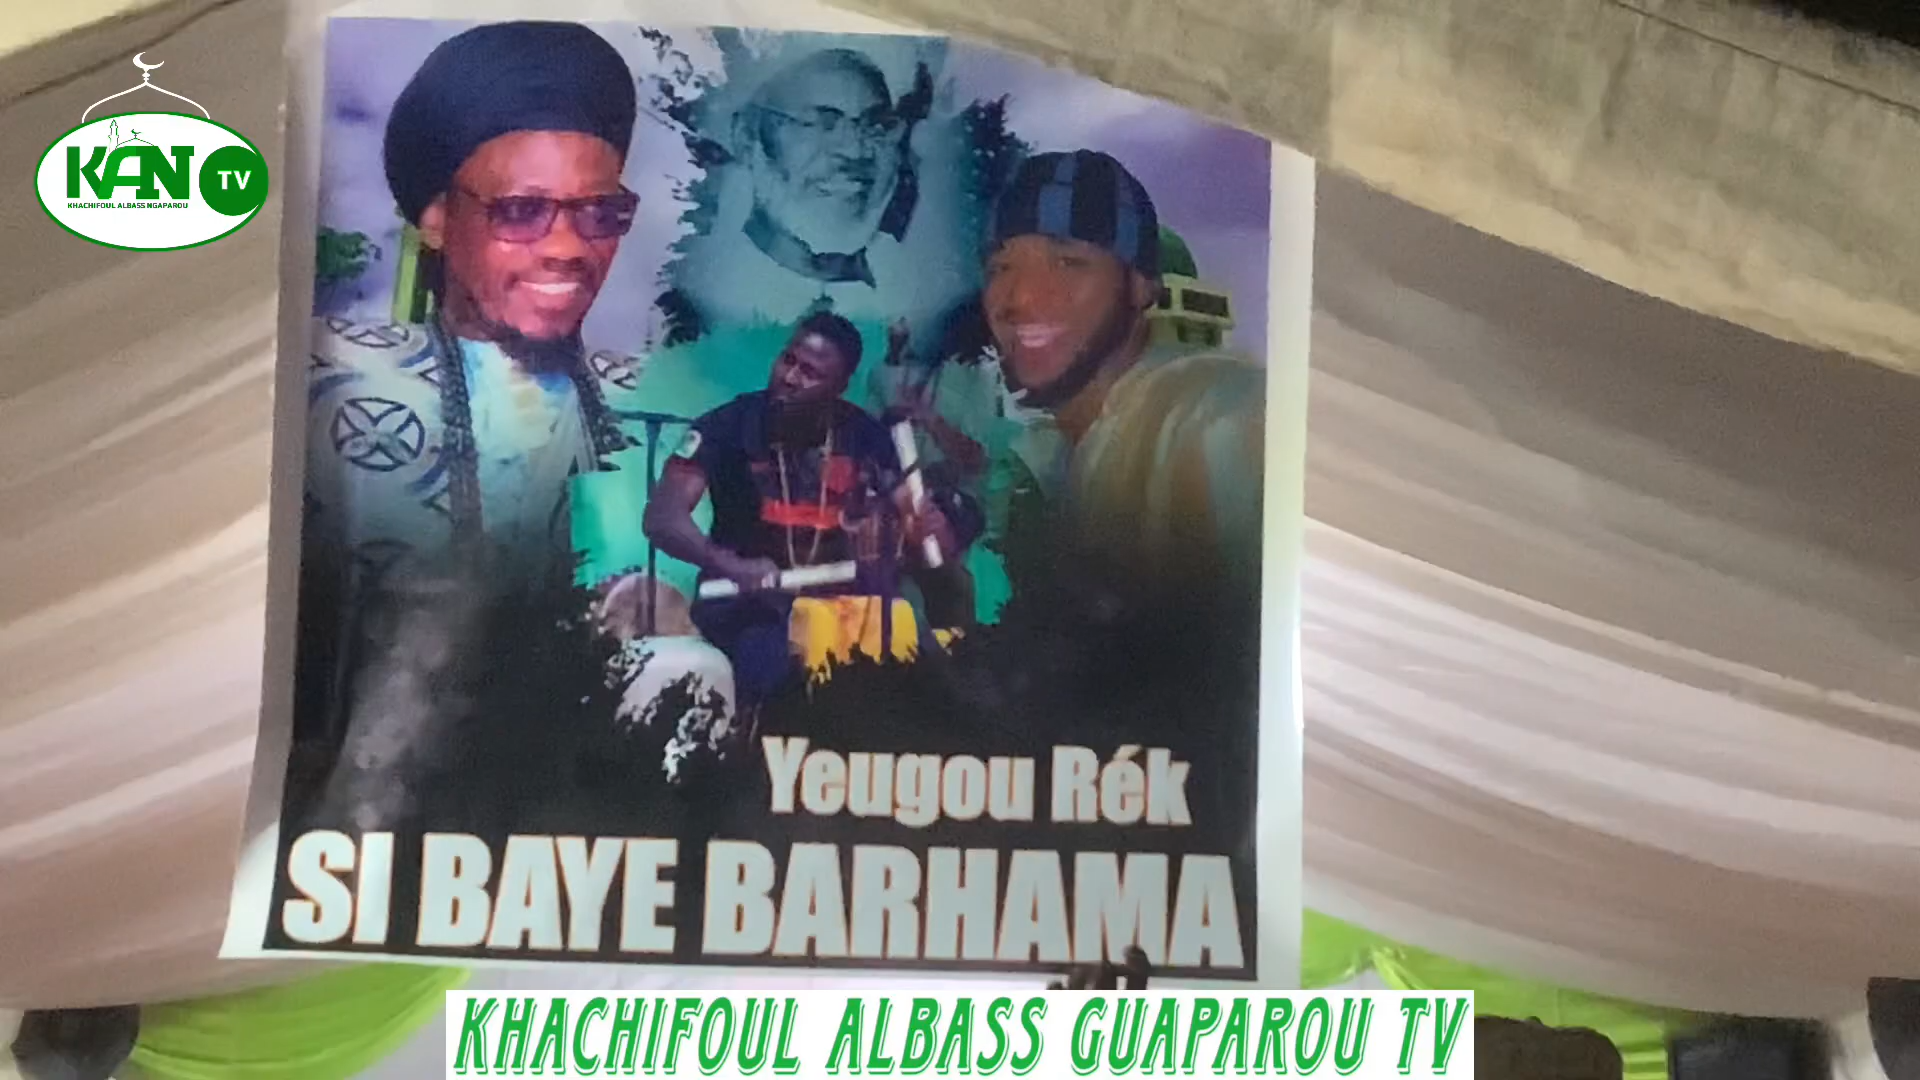 KAN TV
KHACHIFOUL ALBASS NGAPAROU
Yeugou Rék
SI BAYE BARHAMA
KHACHIFOUL ALBASS GUAPAROU TV